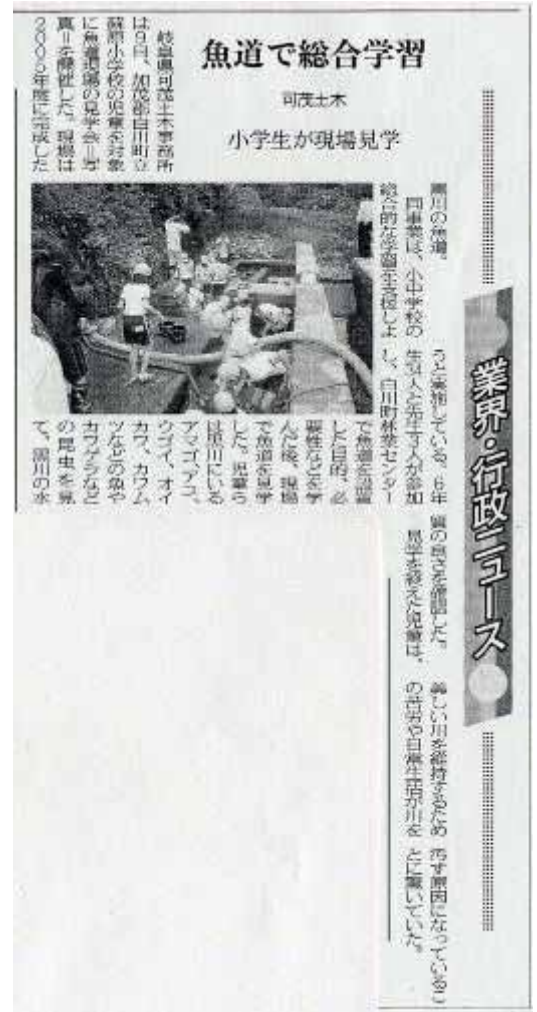 業界・行政ニュース
魚道で総合学習
可茂土木
小学生が現場見学
岐阜県可茂土木事務所
は9日、加茂郡白川町立
蘇原小学校の児童を対象
に魚道現場の見学会=写
真=を開催した。現場は
2005年度に完成した
黒川の魚道。
同事業は、小中学校の
総合的な学習を支援しよ
うと実施している。6年
生34人と先生 人が参加
し、白川町林業センター
で魚道を設置
した目的、必
要性などを学
んだ後、現場
で魚道を見学
した。児童ら
は黒川にいる
アマゴ、アユ、
ウグイ、オイ
カワ、カワム
ツなどの魚や
カワゲラなど
の昆虫を見
て、黒川の水
質の良さを確認した。
見学を終えた児童は、
美しい川を維持するため
の苦労や日常生活が川を
汚す原因になっているこ
とに驚いていた。